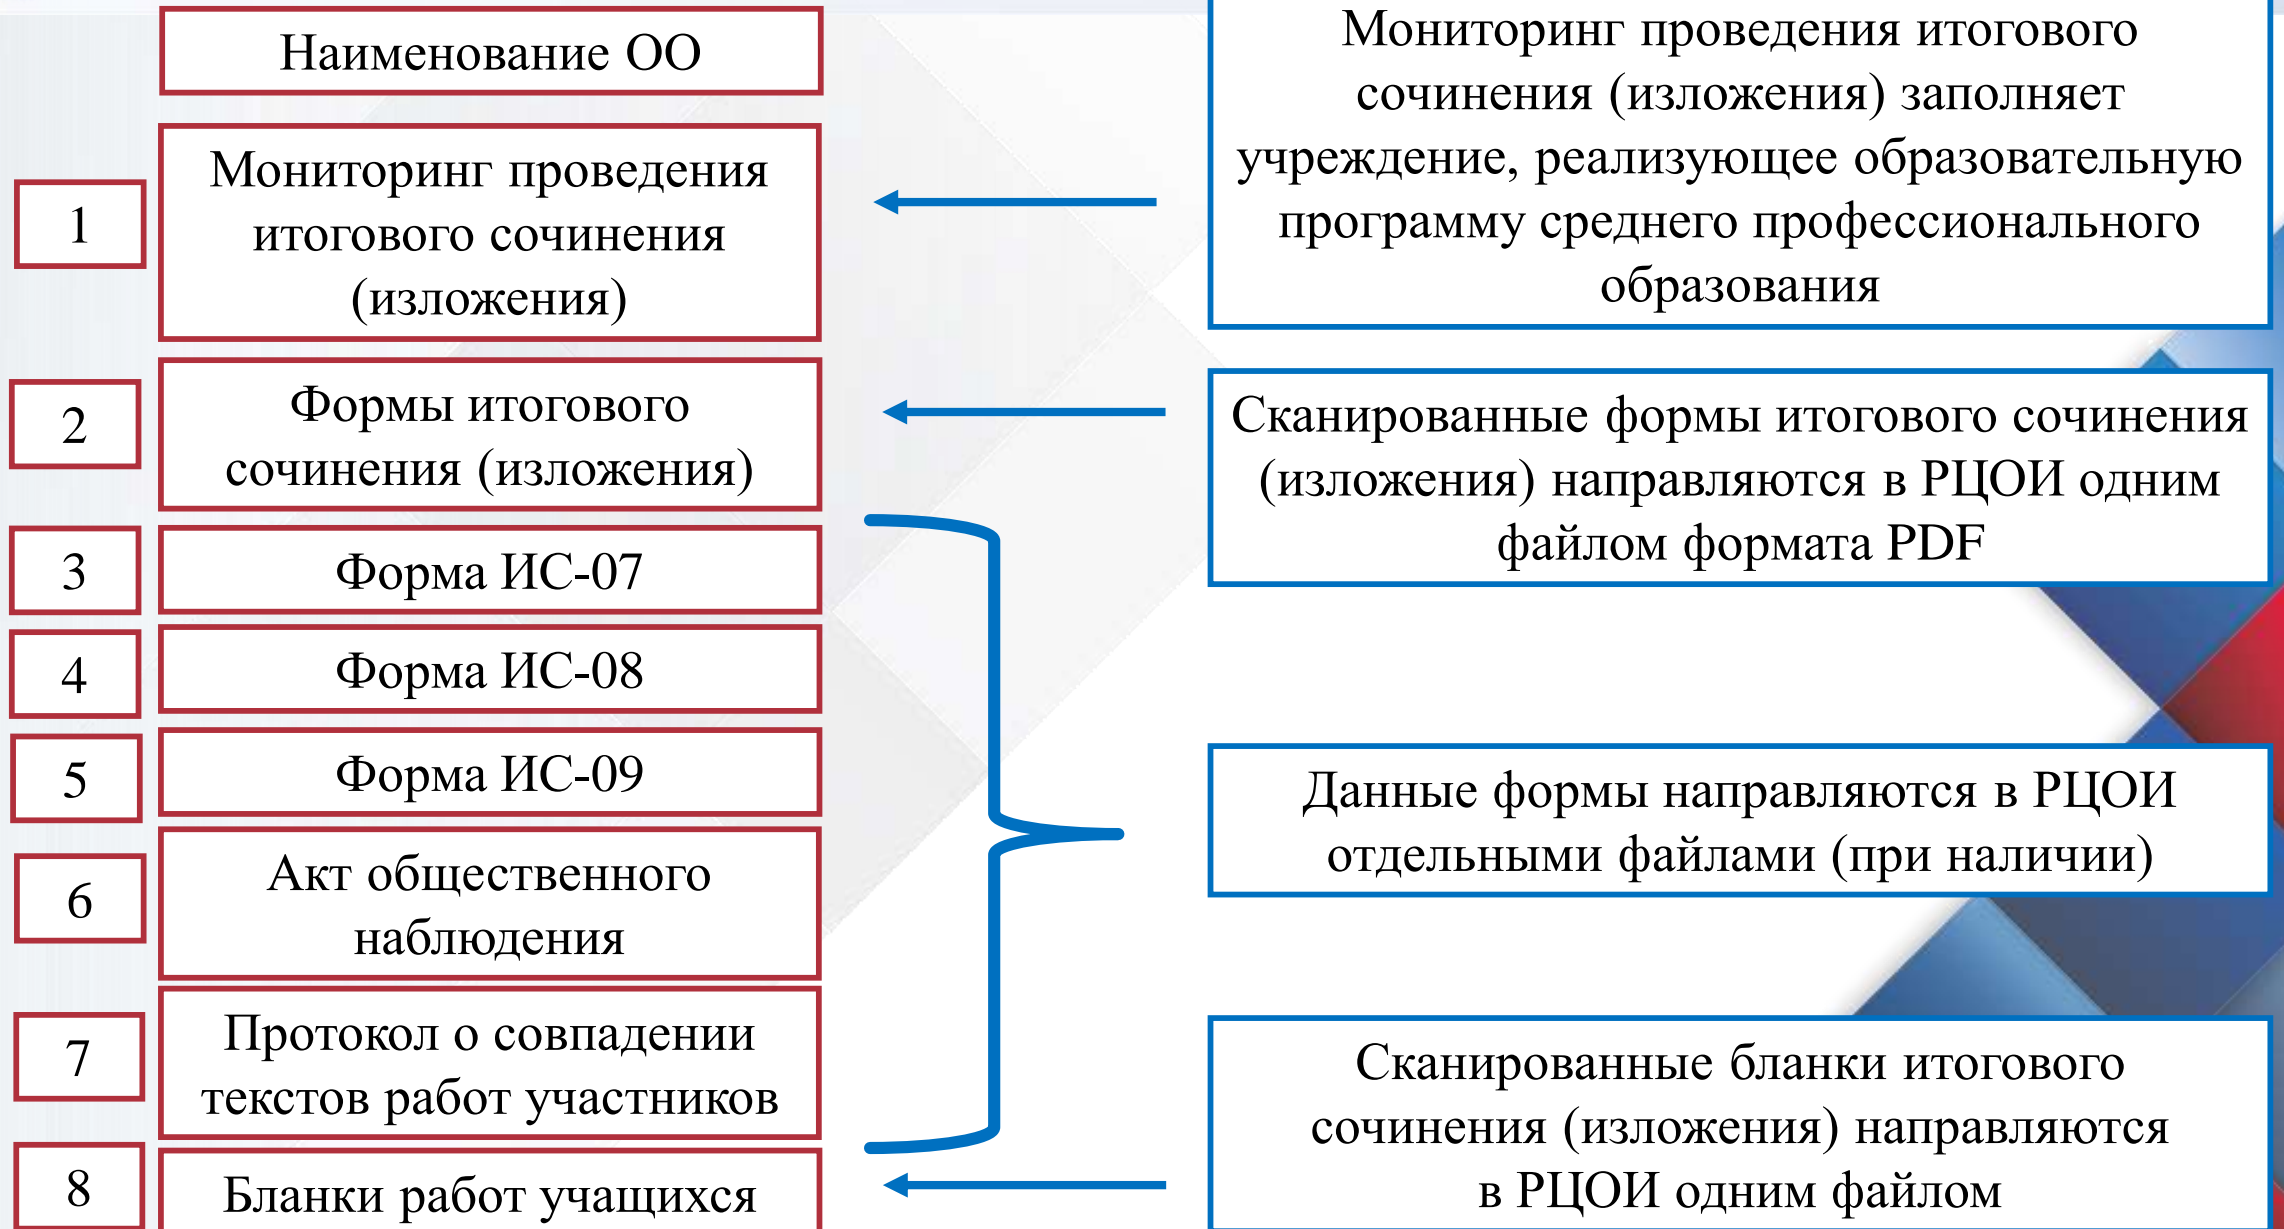 Наименование ОО
Мониторинг проведения итогового
сочинения (изложения) заполняет
учреждение, реализующее образовательную
программу среднего профессионального
образования
1
Мониторинг проведения
итогового сочинения
(изложения)
2
Формы итогового
сочинения (изложения)
Сканированные формы итогового сочинения
(изложения) направляются в РЦОИ одним
файлом формата PDF
3
Форма ИС-07
4
Форма ИС-08
5
Форма ИС-09
6
Акт общественного
наблюдения
Данные формы направляются в РЦОИ
отдельными файлами (при наличии)
7
Протокол о совпадении
текстов работ участников
8
Бланки работ учащихся
Сканированные бланки итогового
сочинения (изложения) направляются
в РЦОИ одним файлом